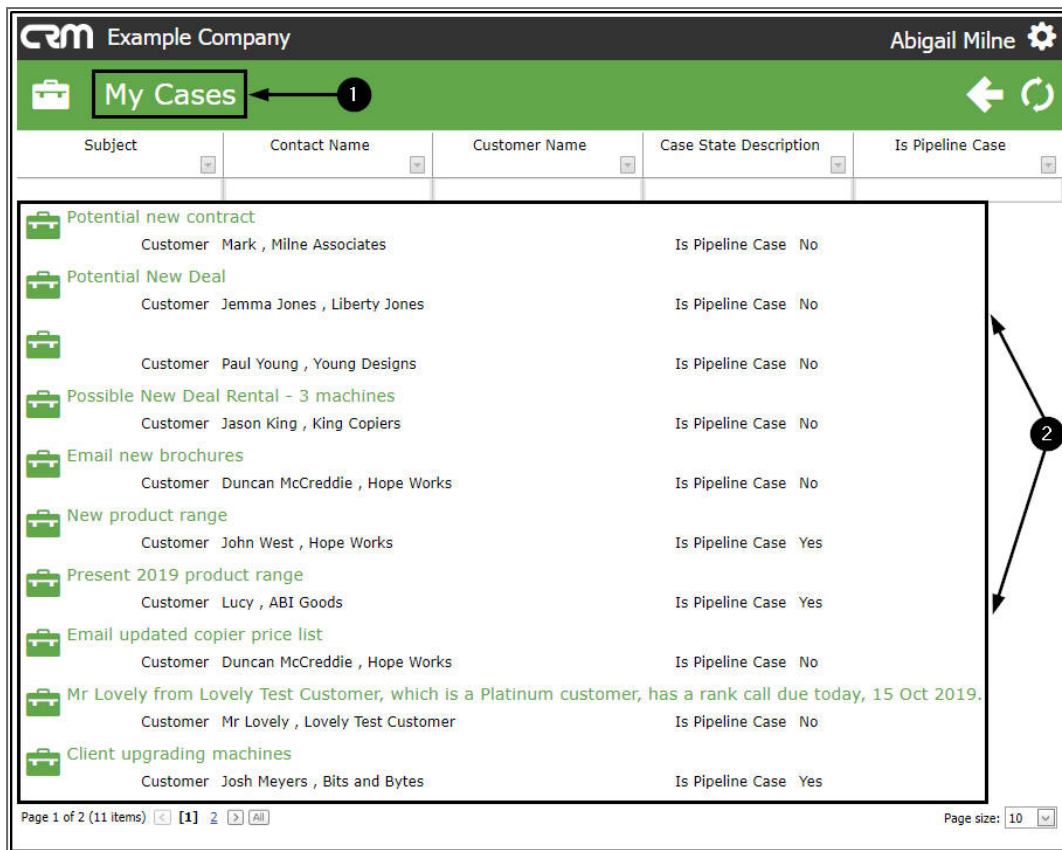 CRM Example Company Abigail Milne
My Cases 1
Subject Contact Name Customer Name Case State Description Is Pipeline Case
Potential new contract
Customer Mark , Milne Associates Is Pipeline Case No
Potential New Deal
Customer Jemma Jones , Liberty Jones Is Pipeline Case No
Customer Paul Young , Young Designs Is Pipeline Case No
Possible New Deal Rental - 3 machines
Customer Jason King , King Copiers Is Pipeline Case No
2
Email new brochures
Customer Duncan McCreddie , Hope Works Is Pipeline Case No
New product range
Customer John West , Hope Works Is Pipeline Case Yes
Present 2019 product range
Customer Lucy , ABI Goods Is Pipeline Case Yes
Email updated copier price list
Customer Duncan McCreddie , Hope Works Is Pipeline Case No
Mr Lovely from Lovely Test Customer, which is a Platinum customer, has a rank call due today, 15 Oct 2019.
Customer Mr Lovely , Lovely Test Customer Is Pipeline Case No
Client upgrading machines
Customer Josh Meyers , Bits and Bytes Is Pipeline Case Yes
Page 1 of 2 (11 items) < [1] 2 > All Page size: 10